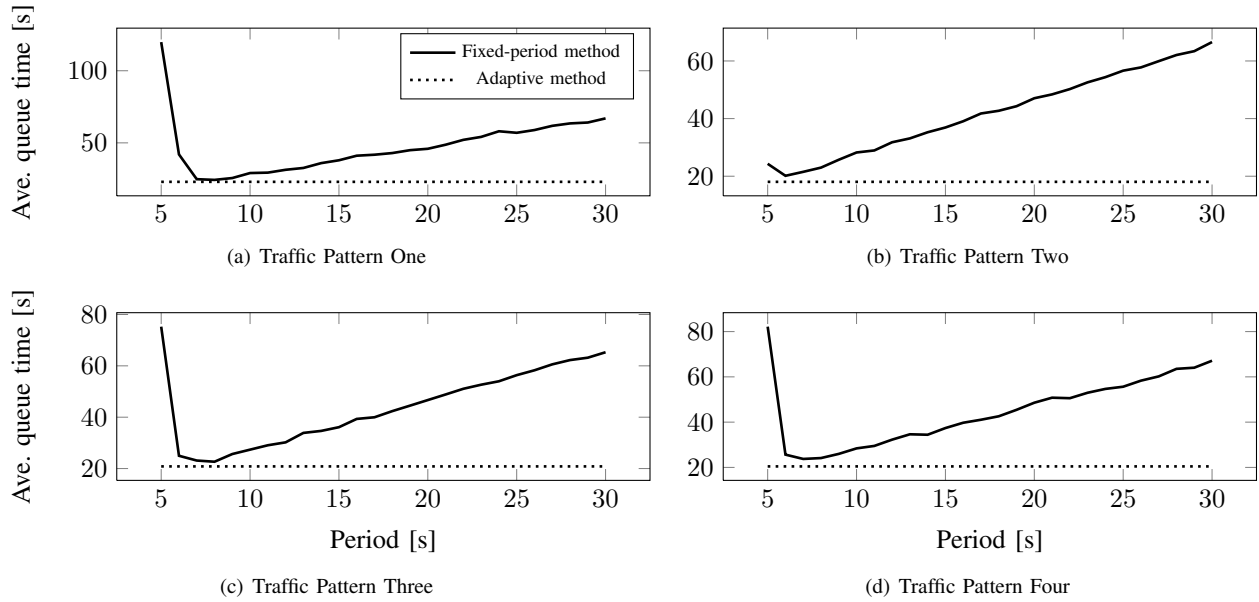 Ave. queue time [s]
100
50
Fixed-period method
Adaptive method
5 10 15 20 25 30
(a) Traffic Pattern One
60
40
20
5 10 15 20 25 30
(b) Traffic Pattern Two
Ave. queue time [s]
80
60
40
20
5 10 15 20 25 30
Period [s]
(c) Traffic Pattern Three
80
60
40
20
5 10 15 20 25 30
Period [s]
(d) Traffic Pattern Four